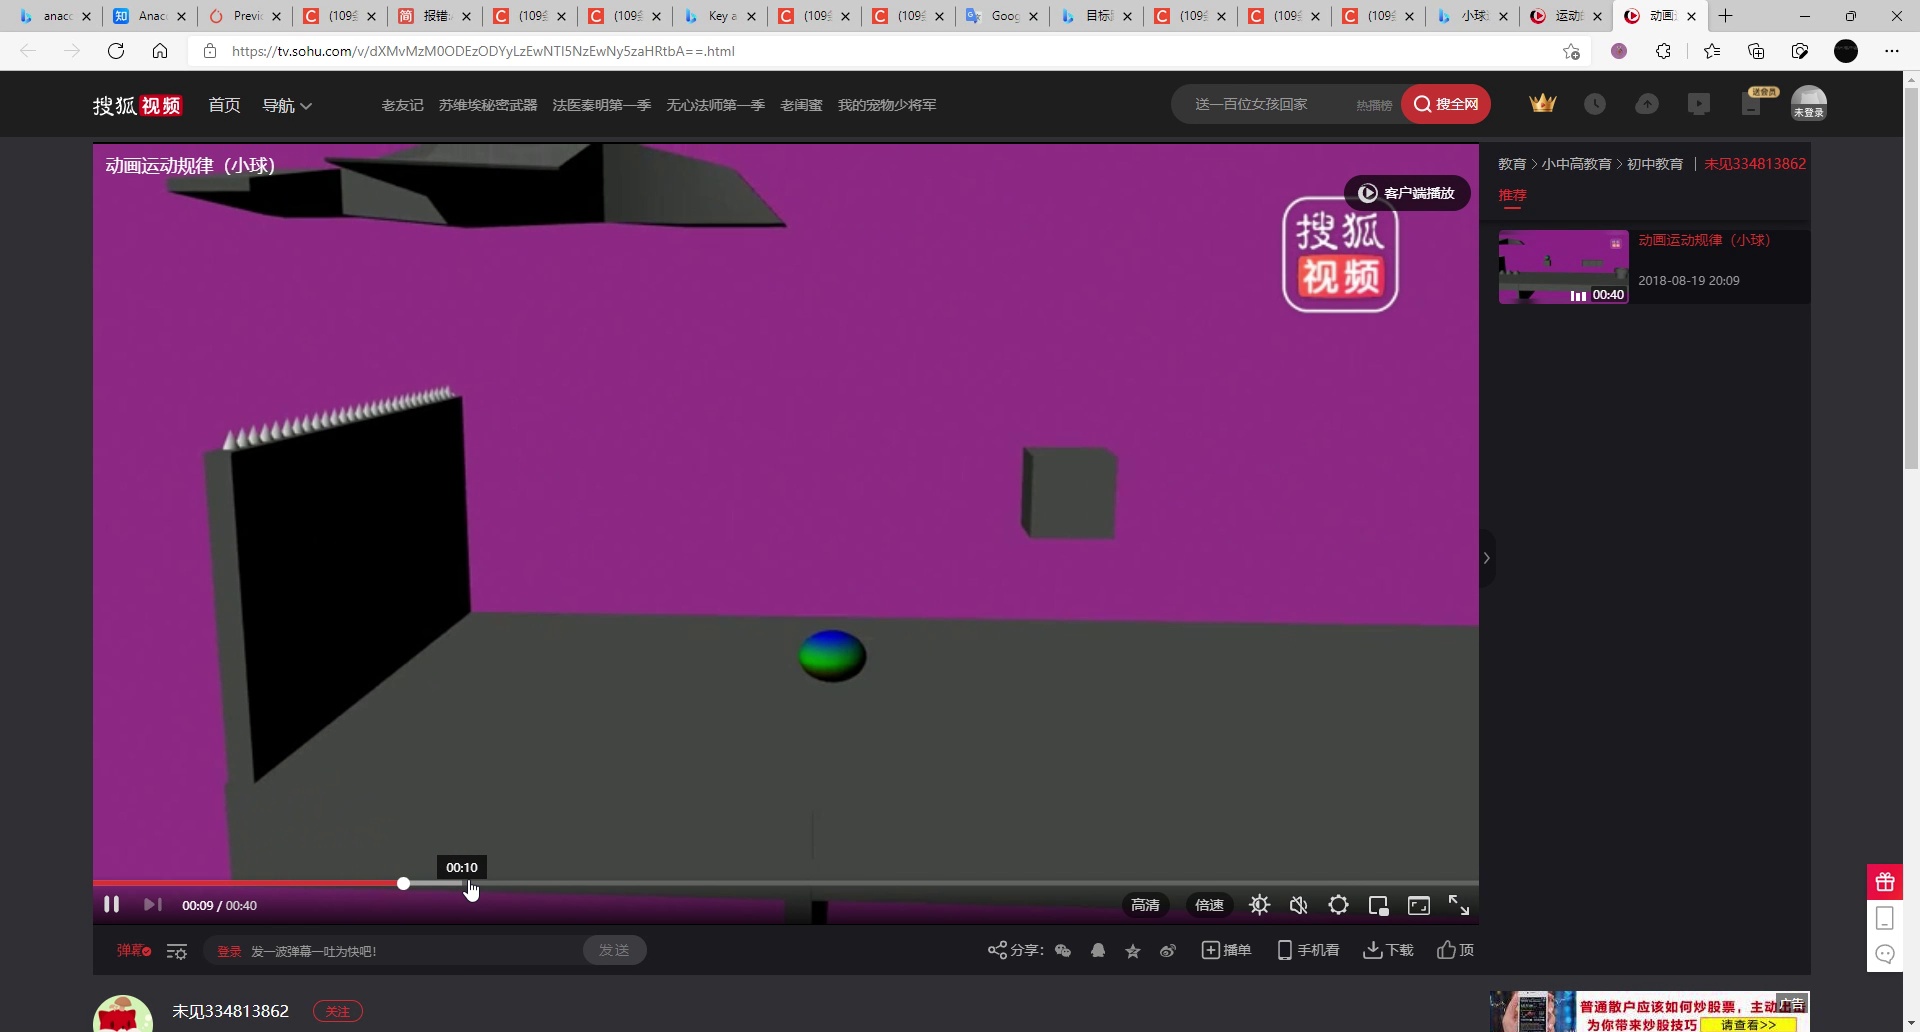 anac
Anac
Previ
(109
(109
报错:
(109
(109
Key a
(109
(109
Goog
目标
(109
(109
(109
小球
运动
动画
https://tv.sohu.com/v/dXMvMzM0ODEzODYyLzEwNTI5NzEwNy5zaHRtbA==.html
搜狐视频
首页
导航
老友记
苏维埃秘密武器
法医秦明第一季
无心法师第一季
老闺蜜
我的宠物少将军
送一百位女孩回家
热播榜
搜全网
送会员
未登录
动画运动规律（小球）
客户端播放
搜狐
视频
教育 > 小中高教育 > 初中教育 | 未见334813862
推荐
动画运动规律（小球）
2018-08-19 20:09
00:40
00:10
00:09 / 00:40
高清
倍速
弹幕
登录 发一波弹幕一吐为快吧!
发送
分享:
播单
手机看
下载
顶
未见334813862
关注
普通散户应该如何炒股票，主动
广告
为你带来炒股技巧
请查看>>